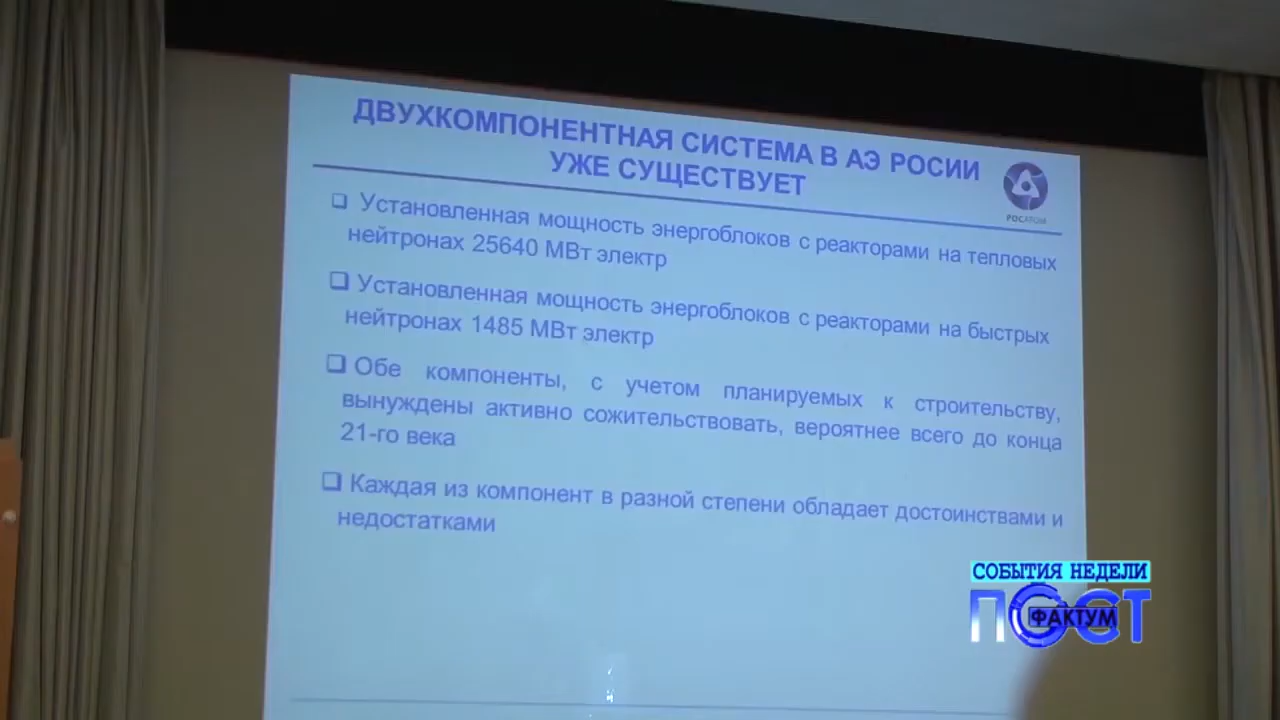 ДВУХКОМПОНЕНТНАЯ СИСТЕМА В АЭ РОСИИ
УЖЕ СУЩЕСТВУЕТ
РОСАТОМ
❑ Установленная мощность энергоблоков с реакторами на тепловых
нейтронах 25640 МВт электр
❑ Установленная мощность энергоблоков с реакторами на быстрых
нейтронах 1485 МВт электр
❑ Обе компоненты, с учетом планируемых к строительству,
вынуждены активно сожительствовать, вероятнее всего до конца
21-го века
❑ Каждая из компонент в разной степени обладает достоинствами и
недостатками
СОБЫТИЯ НЕДЕЛИ
ПОСТ
ФАКТУМ